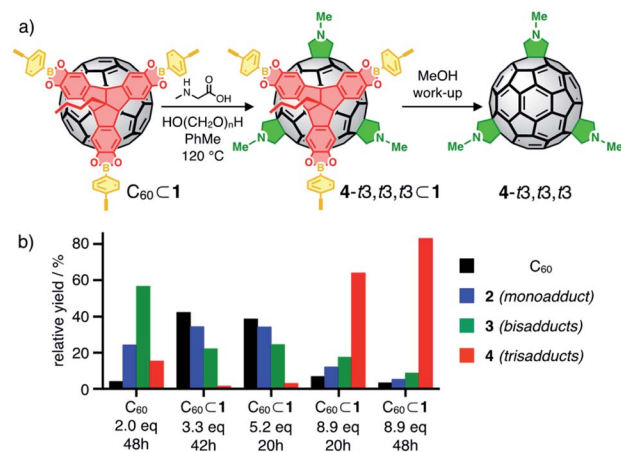 a)
Me
N
B
O
O
O
O
B
B
O
O
B
O
O
O
O
B
B
O
O
N
H
O
OH
HO(CH₂O)ₙH
PhMe
120 °C
MeOH
work-up
Me
N
Me
N
N
Me
N
Me
N
Me
C₆₀⊂1
4-t3,t3,t3⊂1
4-t3,t3,t3
b)
relative yield / %
80
60
40
20
0
C₆₀
2.0 eq
48h
C₆₀⊂1
3.3 eq
42h
C₆₀⊂1
5.2 eq
20h
C₆₀⊂1
8.9 eq
20h
C₆₀⊂1
8.9 eq
48h
C₆₀
2 (monoadduct)
3 (bisadducts)
4 (trisadducts)